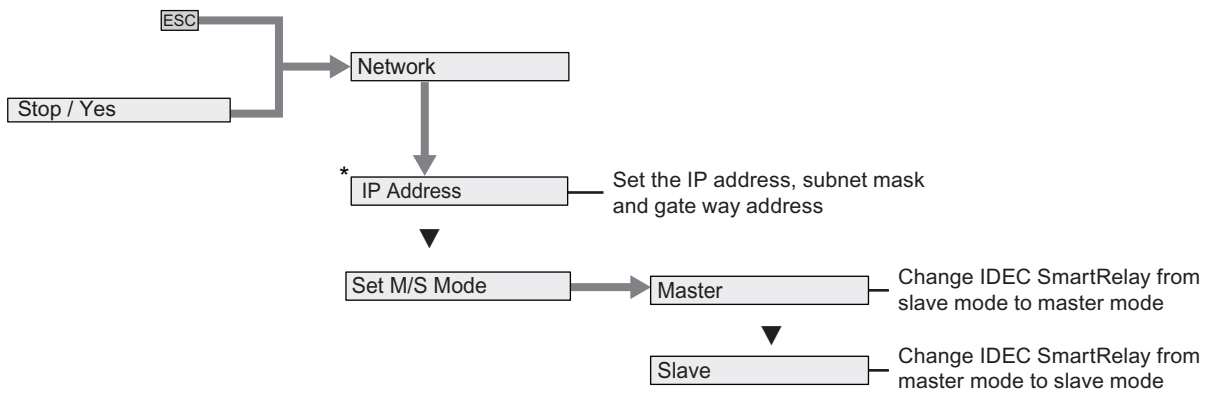 ESC
Network
Stop / Yes
*
IP Address
Set the IP address, subnet mask
and gate way address
Set M/S Mode
Master
Change IDEC SmartRelay from
slave mode to master mode
Slave
Change IDEC SmartRelay from
master mode to slave mode